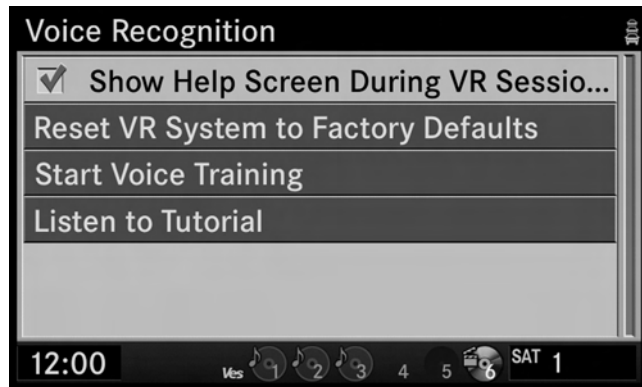 Voice Recognition
Show Help Screen During VR Sessio...
Reset VR System to Factory Defaults
Start Voice Training
Listen to Tutorial
12:00 Ves 1 2 3 4 5 6 SAT 1